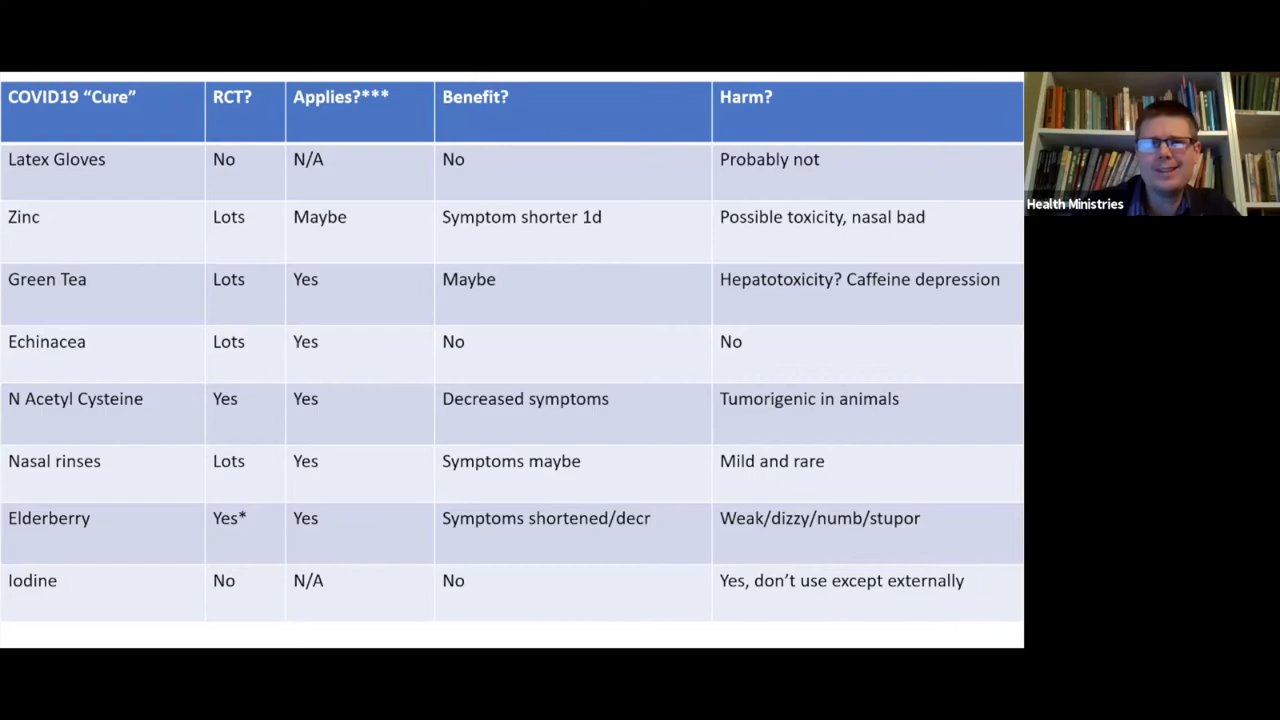 COVID19 “Cure” RCT? Applies?*** Benefit? Harm?
Latex Gloves No N/A No Probably not
Zinc Lots Maybe Symptom shorter 1d Possible toxicity, nasal bad
Green Tea Lots Yes Maybe Hepatotoxicity? Caffeine depression
Echinacea Lots Yes No No
N Acetyl Cysteine Yes Yes Decreased symptoms Tumorigenic in animals
Nasal rinses Lots Yes Symptoms maybe Mild and rare
Elderberry Yes* Yes Symptoms shortened/decr Weak/dizzy/numb/stupor
Iodine No N/A No Yes, don’t use except externally
Health Ministries